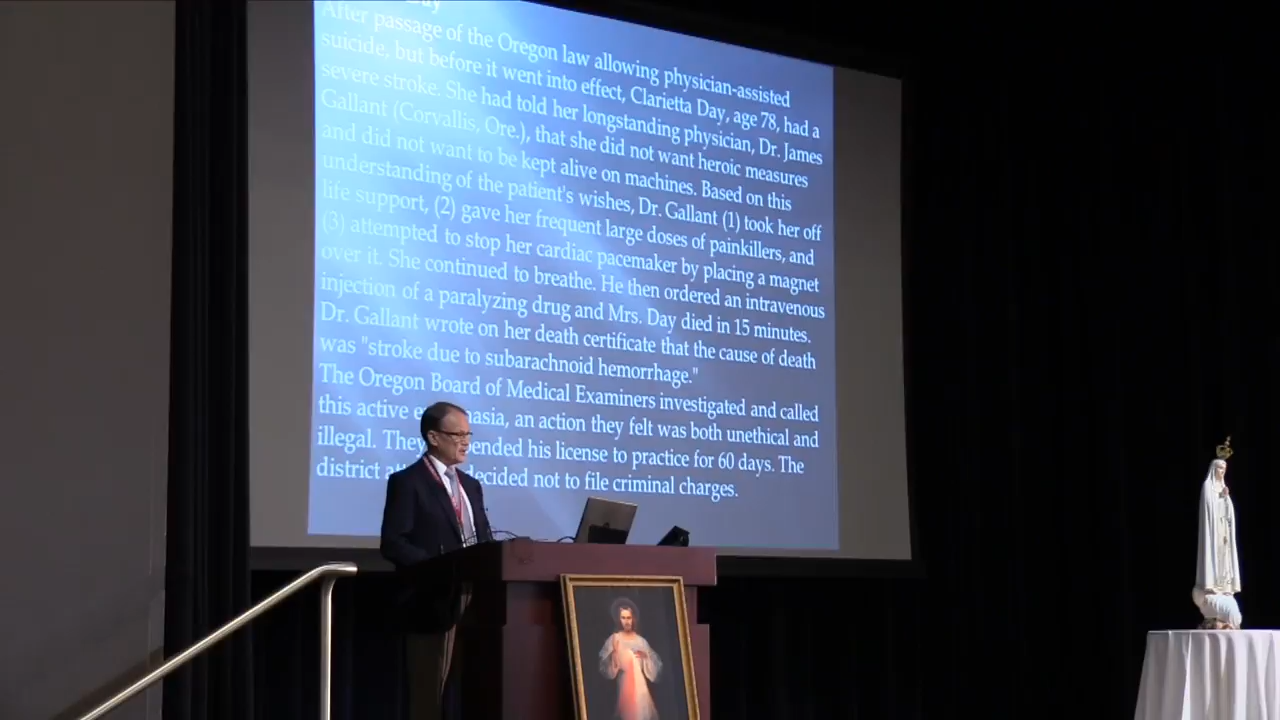 Day
After passage of the Oregon law allowing physician-assisted
suicide, but before it went into effect, Clarietta Day, age 78, had a
severe stroke. She had told her longstanding physician, Dr. James
Gallant (Corvallis, Ore.), that she did not want heroic measures
and did not want to be kept alive on machines. Based on this
understanding of the patient's wishes, Dr. Gallant (1) took her off
life support, (2) gave her frequent large doses of painkillers, and
(3) attempted to stop her cardiac pacemaker by placing a magnet
over it. She continued to breathe. He then ordered an intravenous
injection of a paralyzing drug and Mrs. Day died in 15 minutes.
Dr. Gallant wrote on her death certificate that the cause of death
was "stroke due to subarachnoid hemorrhage."
The Oregon Board of Medical Examiners investigated and called
this active e asia, an action they felt was both unethical and
illegal. They pended his license to practice for 60 days. The
district a ecided not to file criminal charges.